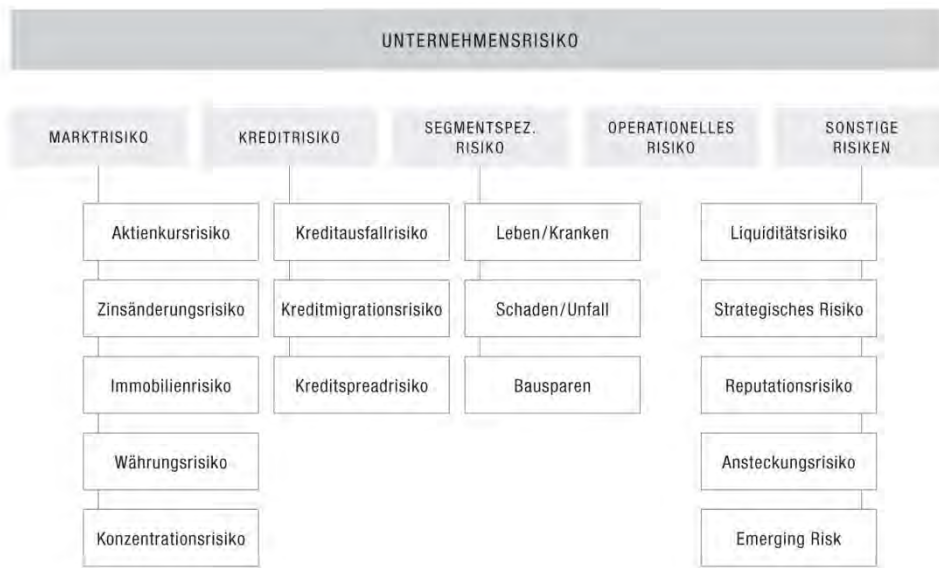 UNTERNEHMENSRISIKO
MARKTRISIKO
KREDITRISIKO
SEGMENTSPEZ.
RISIKO
OPERATIONELLES
RISIKO
SONSTIGE
RISIKEN
Aktienkursrisiko
Zinsänderungsrisiko
Immobilienrisiko
Währungsrisiko
Konzentrationsrisiko
Kreditausfallrisiko
Kreditmigrationsrisiko
Kreditspreadrisiko
Leben/Kranken
Schaden/Unfall
Bausparen
Liquiditätsrisiko
Strategisches Risiko
Reputationsrisiko
Ansteckungsrisiko
Emerging Risk